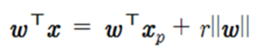 𝒘⊤𝒙 = 𝒘⊤𝒙ₚ + r||𝒘||